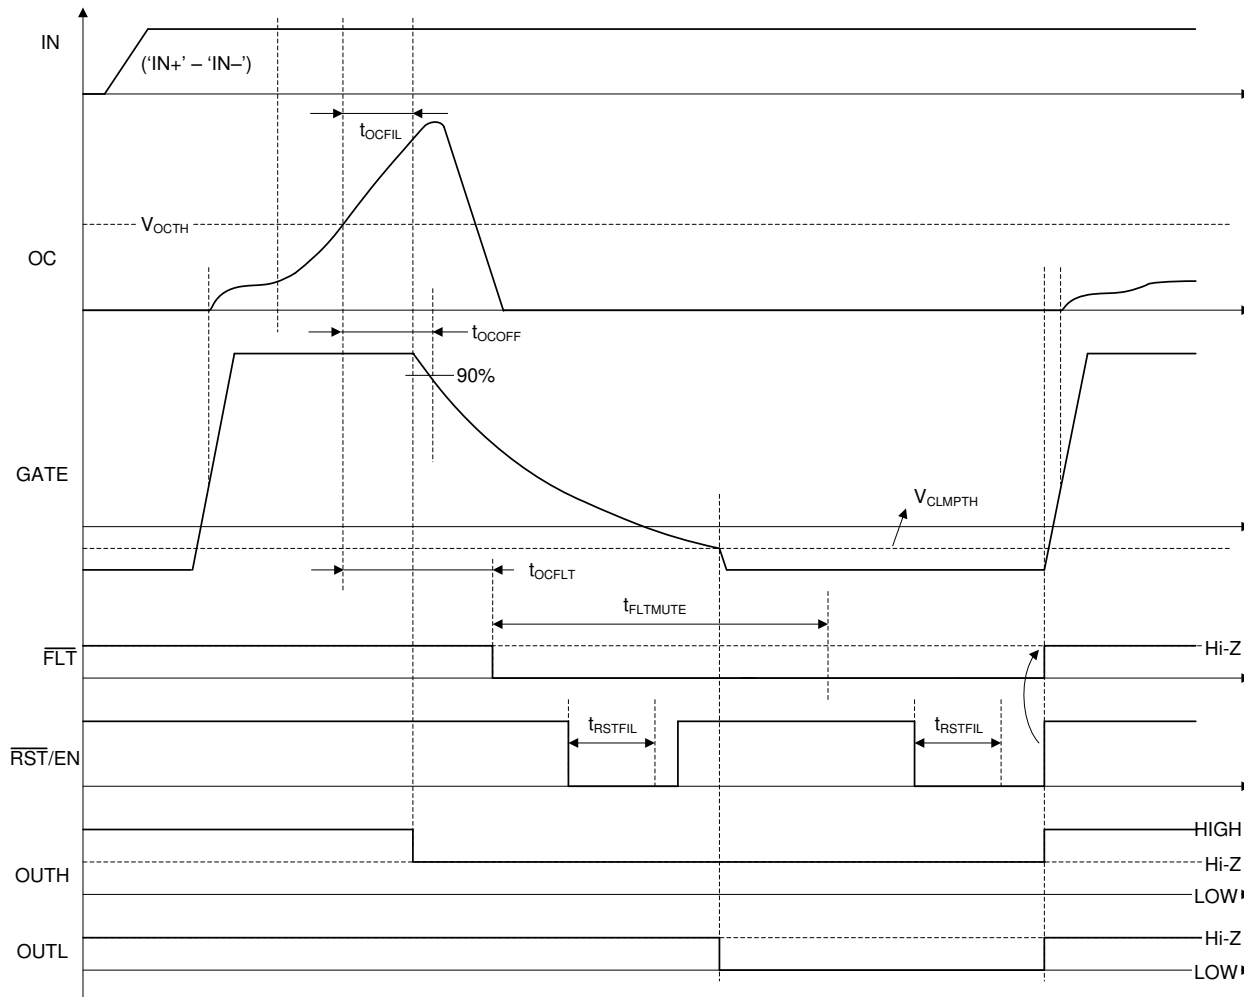 IN
('IN+' – 'IN–')
tOCFIL
VOCTH
OC
tOCOFF
90%
GATE
VCLMPTH
tOCFLT
tFLTMUTE
FLT
Hi-Z
tRSTFIL
tRSTFIL
RST/EN
HIGH
Hi-Z
OUTH
LOW
OUTL
Hi-Z
LOW